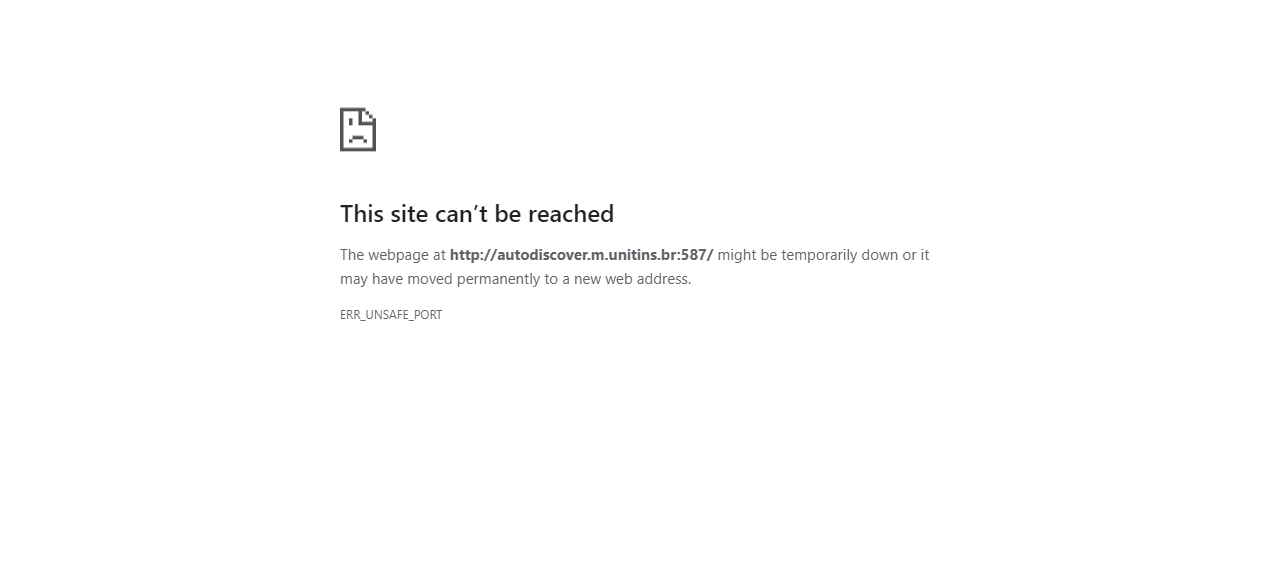 This site can’t be reached
The webpage at http://autodiscover.m.unitins.br:587/ might be temporarily down or it
may have moved permanently to a new web address.
ERR_UNSAFE_PORT